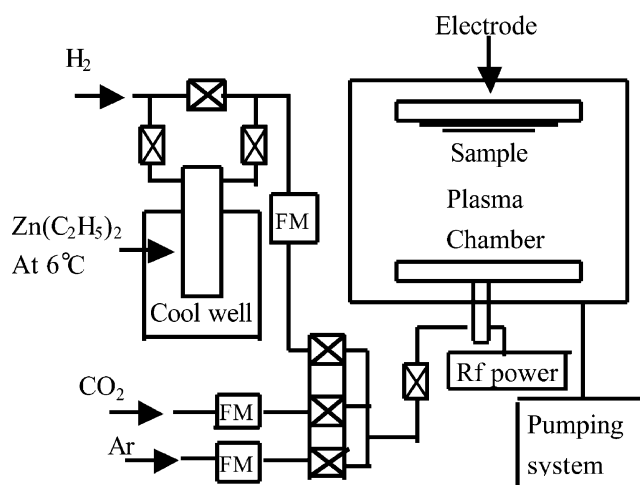 Electrode
H₂
Sample
Plasma
Chamber
FM
Zn(C₂H₅)₂
At 6℃
Cool well
Rf power
CO₂
FM
Ar
FM
Pumping
system